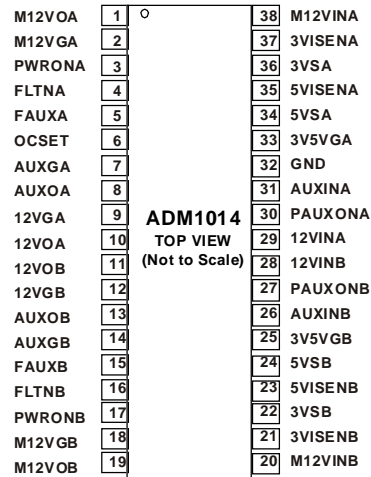 M12VOA 1 38 M12VINA
M12VGA 2 37 3VISENA
PWRONA 3 36 3VSA
FLTNA 4 35 5VISENA
FAUXA 5 34 5VSA
OCSET 6 33 3V5VGA
AUXGA 7 32 GND
AUXOA 8 31 AUXINA
12VGA 9 ADM1014 30 PAUXONA
12VOA 10 TOP VIEW 29 12VINA
12VOB 11 (Not to Scale) 28 12VINB
12VGB 12 27 PAUXONB
AUXOB 13 26 AUXINB
AUXGB 14 25 3V5VGB
FAUXB 15 24 5VSB
FLTNB 16 23 5VISENB
PWRONB 17 22 3VSB
M12VGB 18 21 3VISENB
M12VOB 19 20 M12VINB